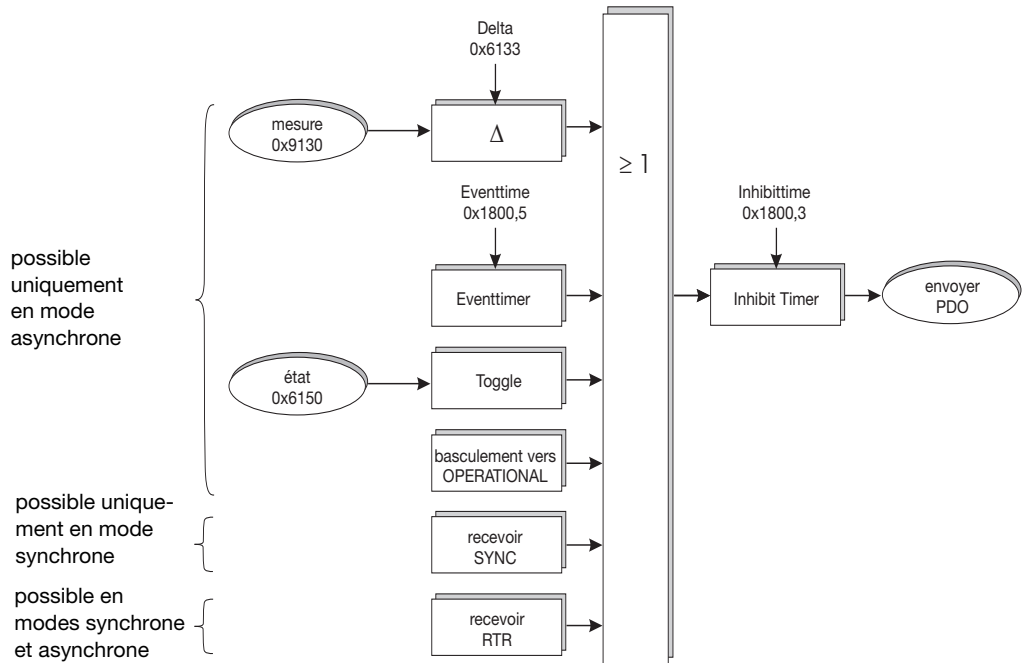 Delta
0x6133
mesure
0x9130
Δ
≥ 1
Eventtime
0x1800,5
Inhibittime
0x1800,3
possible
uniquement
en mode
asynchrone
Eventtimer
Inhibit Timer
envoyer
PDO
état
0x6150
Toggle
basculement vers
OPERATIONAL
possible unique-
ment en mode
synchrone
recevoir
SYNC
possible en
modes synchrone
et asynchrone
recevoir
RTR